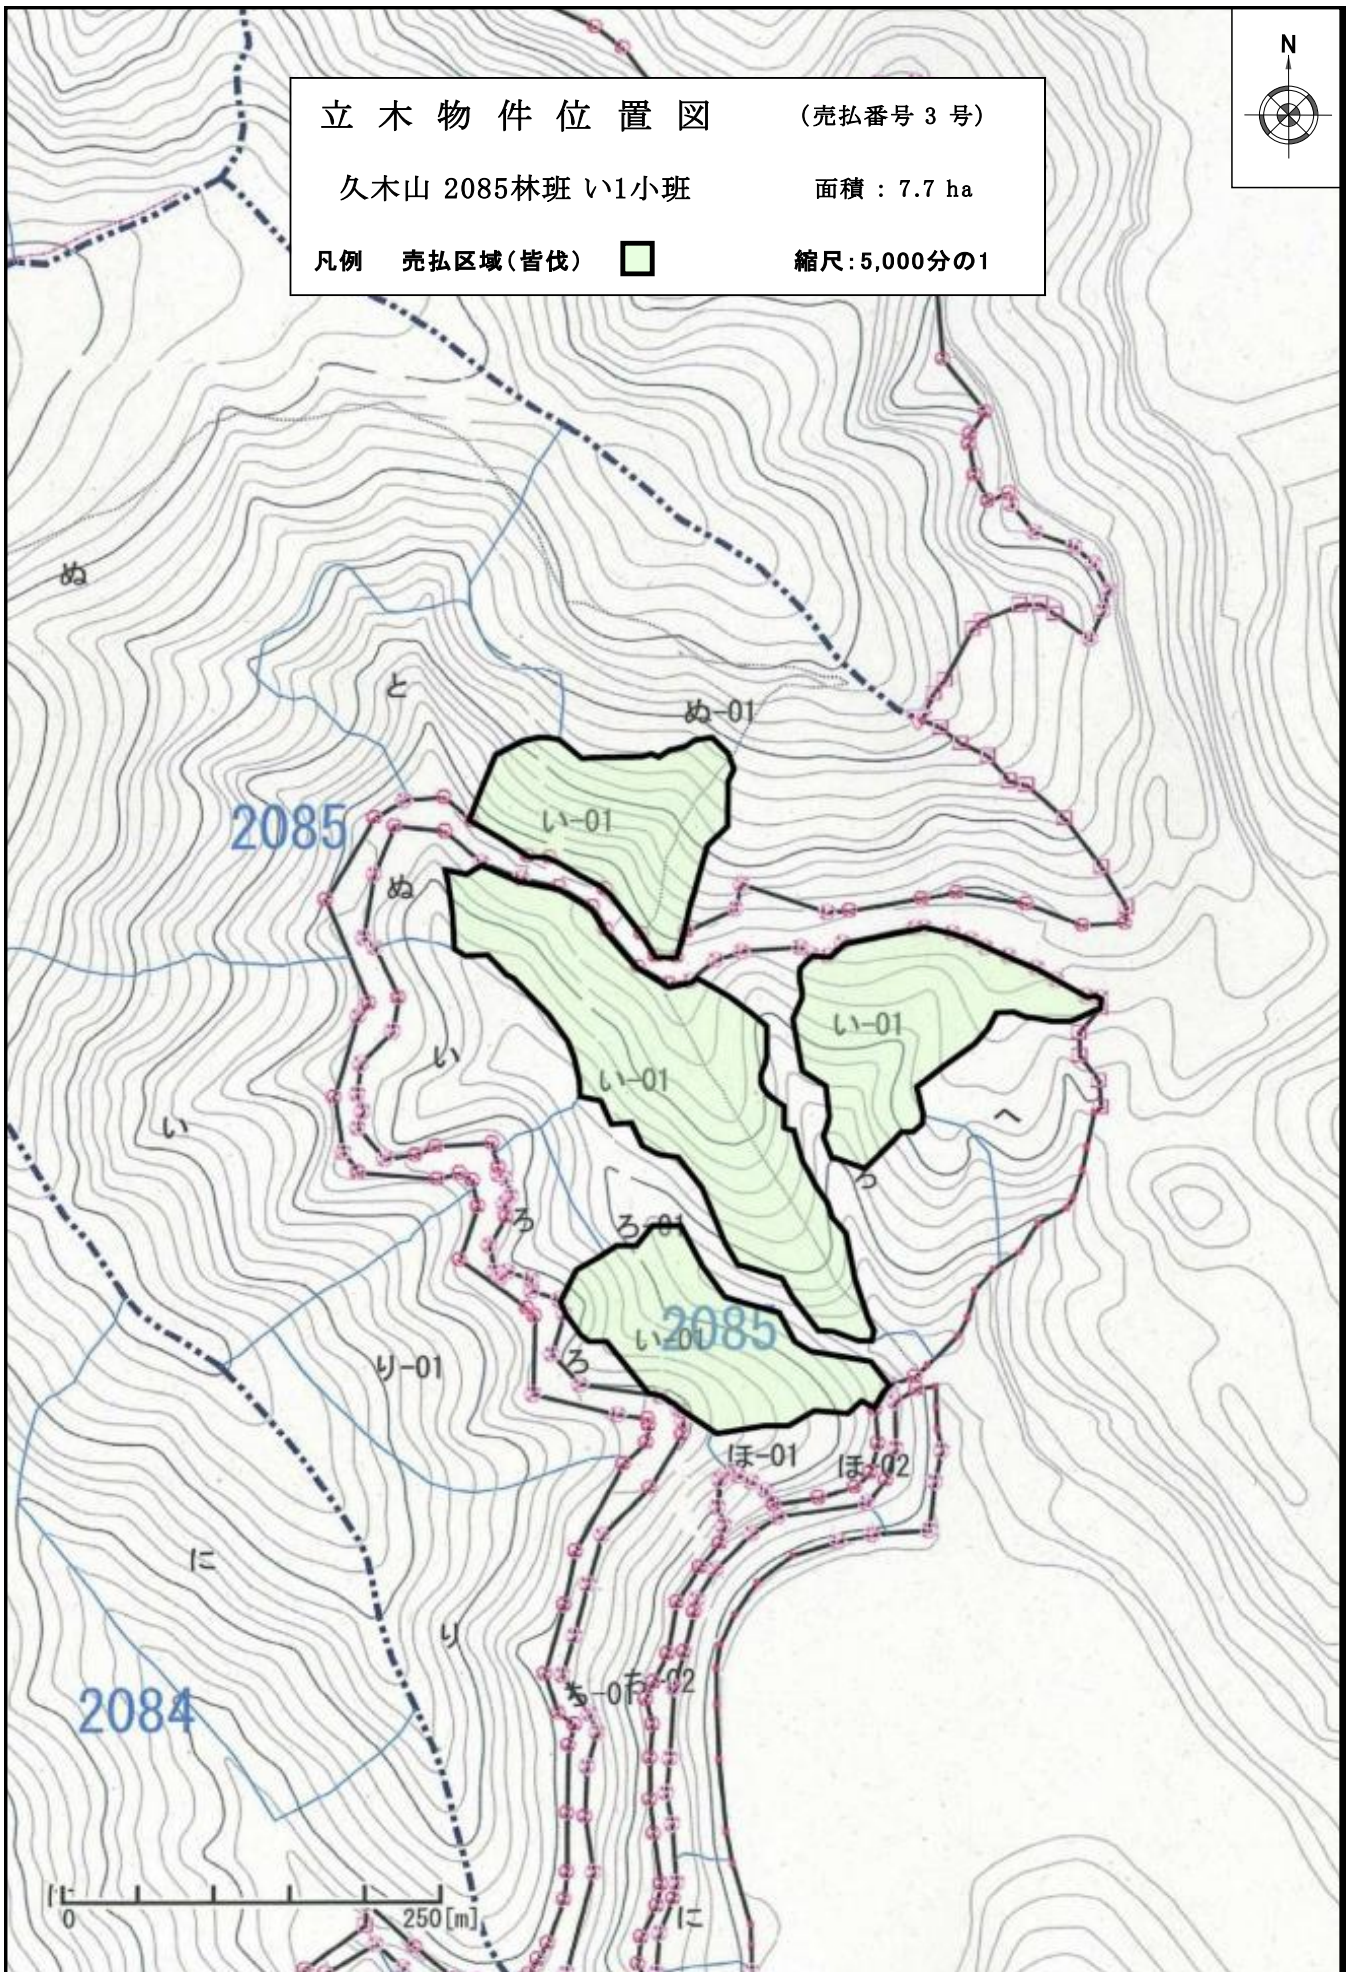 N
立木物件位置図 (売払番号 3 号)
久木山 2085林班 い1小班 面積 : 7.7 ha
凡例 売払区域(皆伐) 縮尺:5,000分の1
ぬ
と
ぬ-01
い-01
2085
ぬ
い-01
い
い-01
い
へ
ろ
ろ-01
2085
い-01
ろ
り-01
ほ-01
ほ-02
に
り
ち-01
ち-02
2084
に
0
250[m]